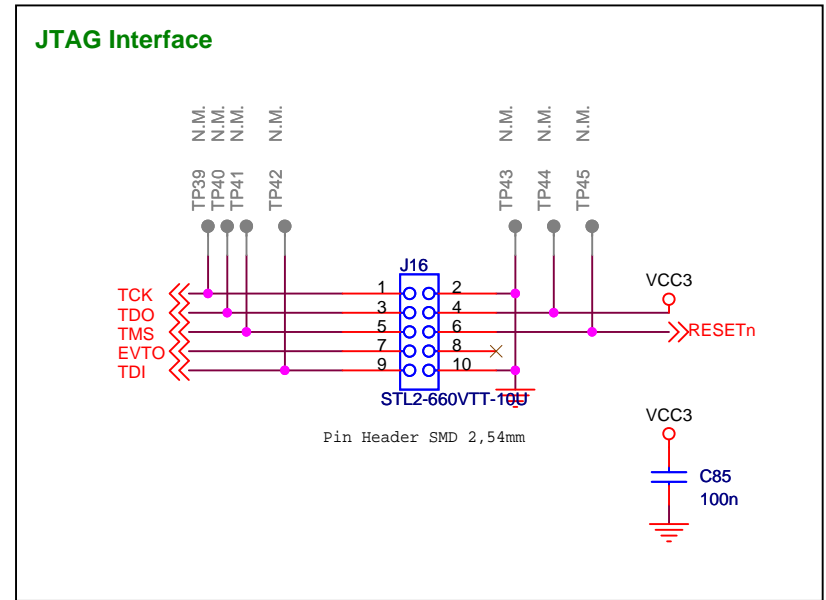 JTAG Interface
TP39 N.M.
TP40 N.M.
TP41 N.M.
TP42 N.M.
TP43 N.M.
TP44 N.M.
TP45 N.M.
J16
VCC3
TCK 1 2
TDO 3 4
TMS 5 6 RESETn
EVTO 7 8
TDI 9 10
STL2-660VTT-10U
Pin Header SMD 2,54mm
VCC3
C85
100n